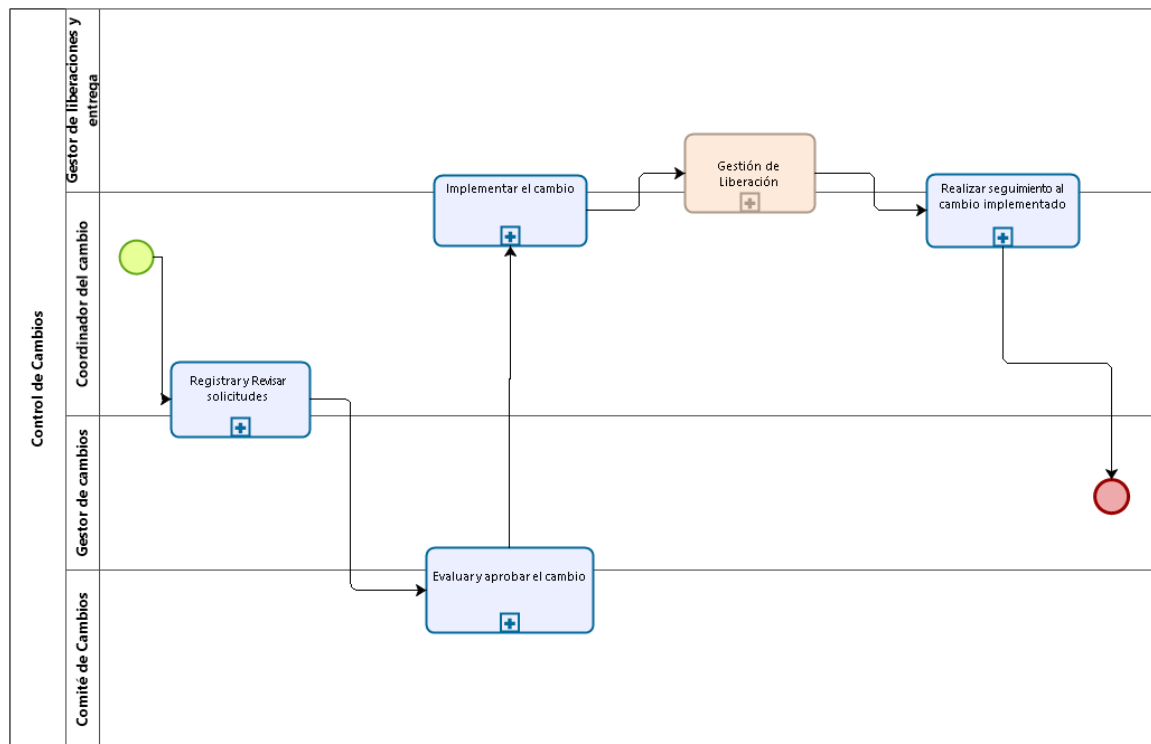 Control de Cambios
Gestor de liberaciones y
entrega
Coordinador del cambio
Gestor de cambios
Comité de Cambios
Implementar el cambio
Gestión de
Liberación
Realizar seguimiento al
cambio implementado
Registrar y Revisar
solicitudes
Evaluar y aprobar el cambio